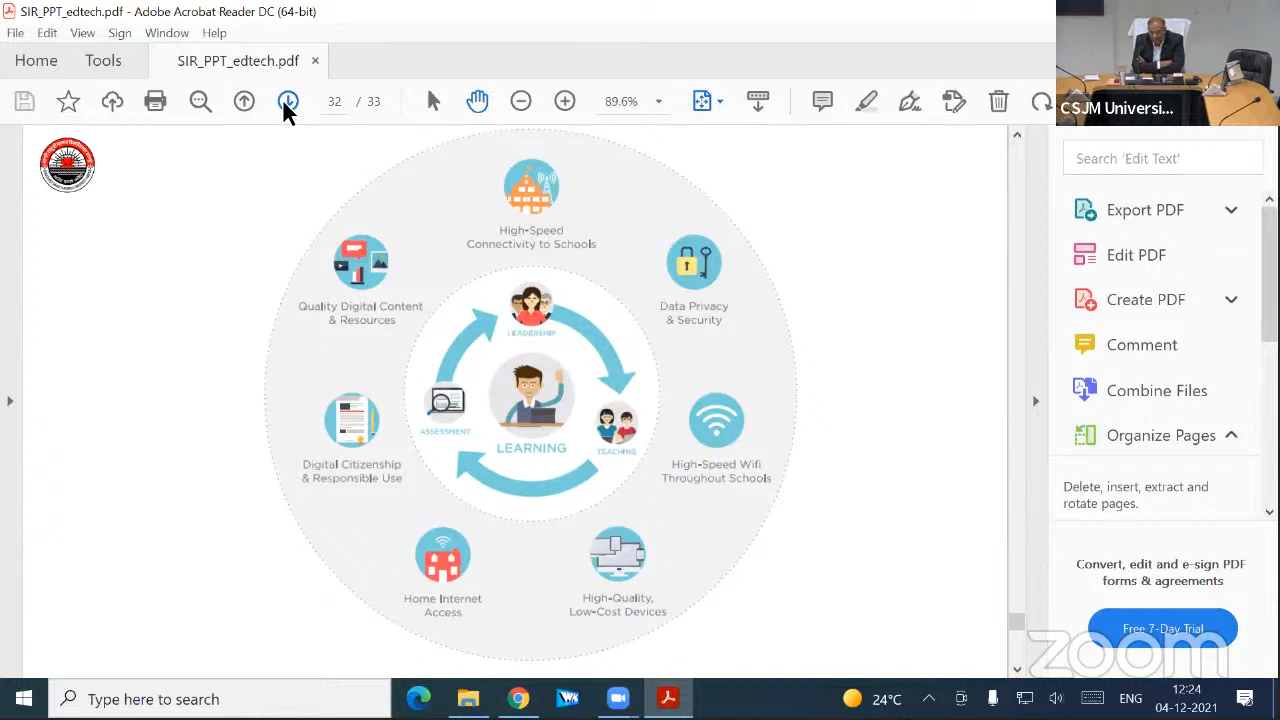 SIR_PPT_edtech.pdf - Adobe Acrobat Reader DC (64-bit)
File Edit View Sign Window Help
Home Tools SIR_PPT_edtech.pdf ×
32 / 33 89.6%
CSJM Universi...
Search 'Edit Text'
Export PDF
Edit PDF
Create PDF
Comment
Combine Files
Organize Pages
Delete, insert, extract and
rotate pages.
Convert, edit and e-sign PDF
forms & agreements
Free 7-Day Trial
zoom
High-Speed
Connectivity to Schools
Quality Digital Content
& Resources
Data Privacy
& Security
LEADERSHIP
ASSESSMENT
LEARNING
TEACHING
Digital Citizenship
& Responsible Use
High-Speed Wifi
Throughout Schools
Home Internet
Access
High-Quality,
Low-Cost Devices
Type here to search
24°C
ENG
12:24
04-12-2021